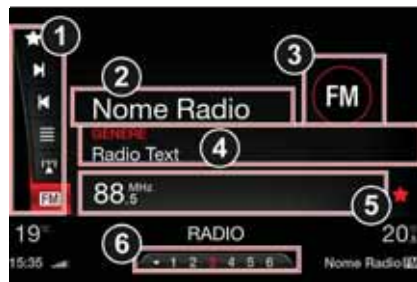 1
2
3
Nome Radio
FM
GENERE
Radio Text
4
FM
88.5 MHz
5
19°
RADIO
20
6
15:35
• 1 2 3 4 5 6
Nome Radio FM